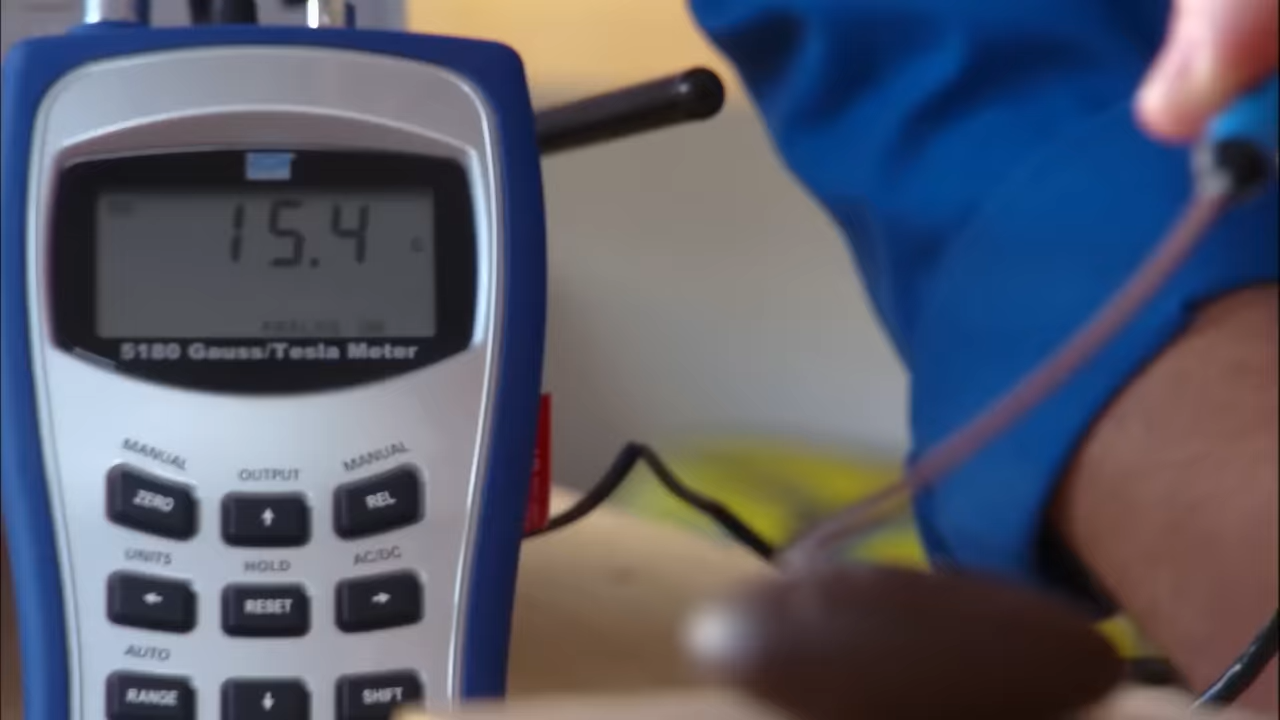 15.4
G
5180 Gauss/Tesla Meter
MANUAL OUTPUT MANUAL
ZERO REL
UNITS HOLD AC/DC
RESET
AUTO
RANGE SHIFT